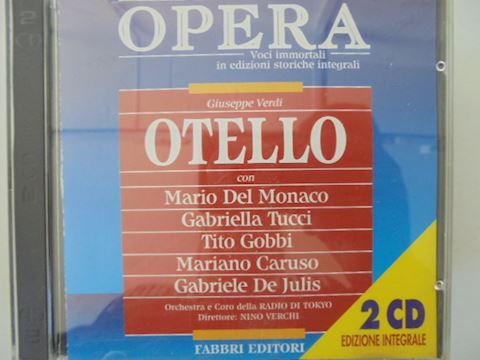 OPERA
Voci immortali
in edizioni storiche integrali
Giuseppe Verdi
OTELLO
con
Mario Del Monaco
Gabriella Tucci
Tito Gobbi
Mariano Caruso
Gabriele De Julis
Orchestra e Coro della RADIO DI TOKYO
Direttore: NINO VERCHI
2 CD
EDIZIONE INTEGRALE
FABBRI EDITORI